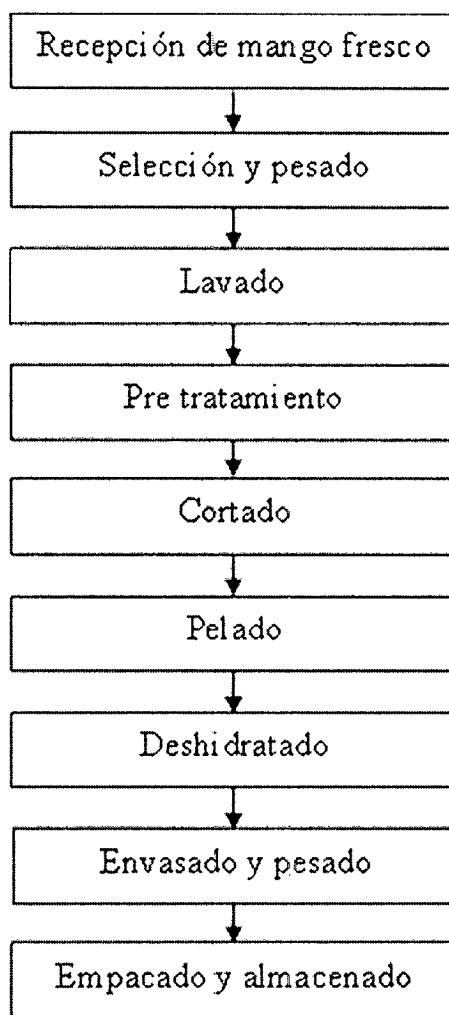 Recepción de mango fresco
Selección y pesado
Lavado
Pre tratamiento
Cortado
Pelado
Deshidratado
Envasado y pesado
Empacado y almacenado